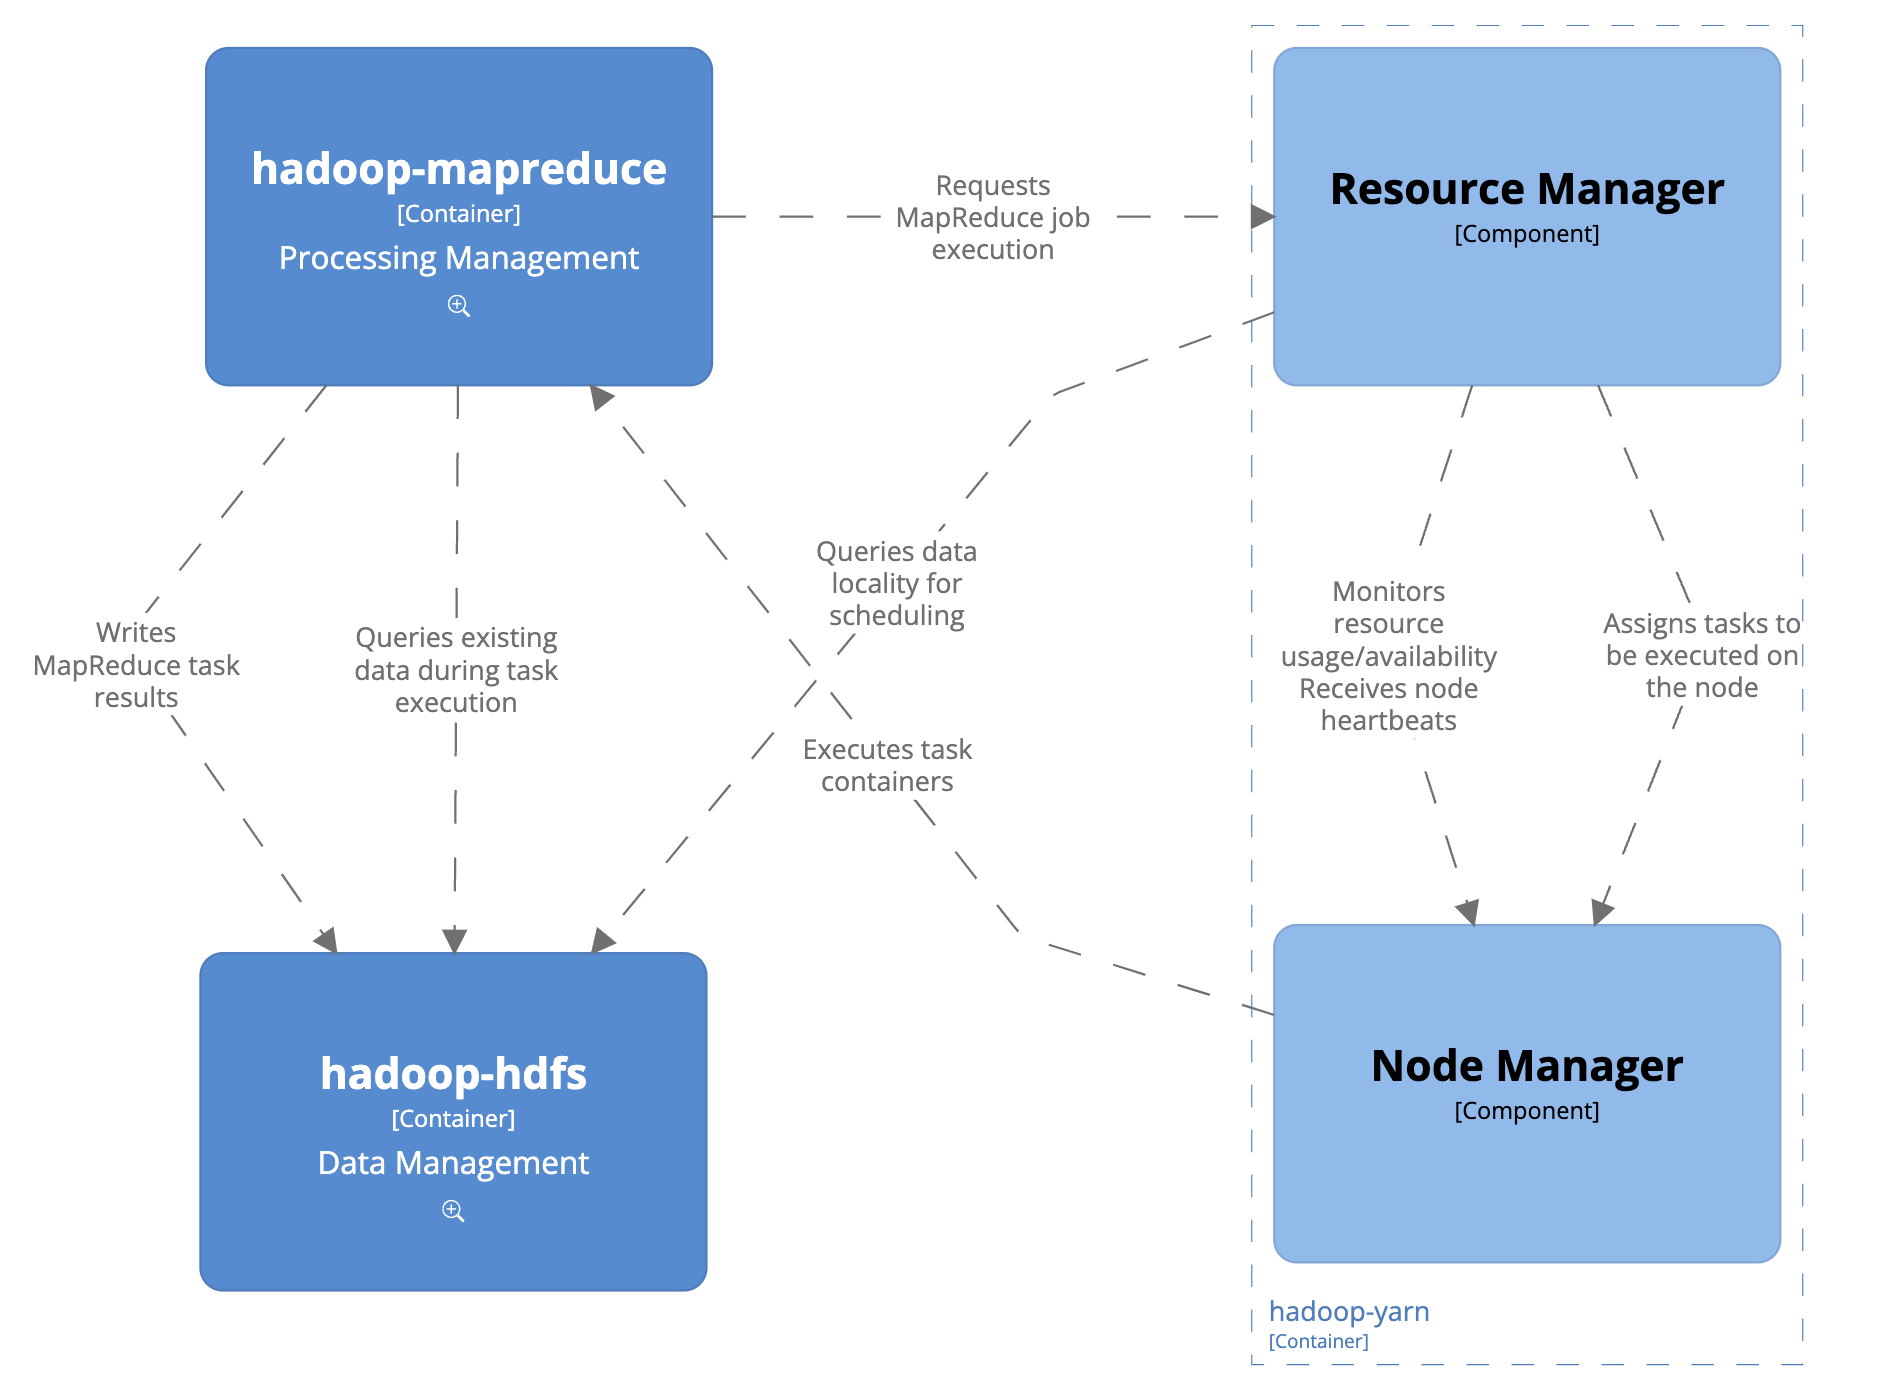 hadoop-mapreduce
[Container]
Processing Management
Requests
MapReduce job
execution
Resource Manager
[Component]
Writes
MapReduce task
results
Queries existing
data during task
execution
Queries data
locality for
scheduling
Executes task
containers
Monitors
resource
usage/availability
Receives node
heartbeats
Assigns tasks to
be executed on
the node
hadoop-hdfs
[Container]
Data Management
Node Manager
[Component]
hadoop-yarn
[Container]